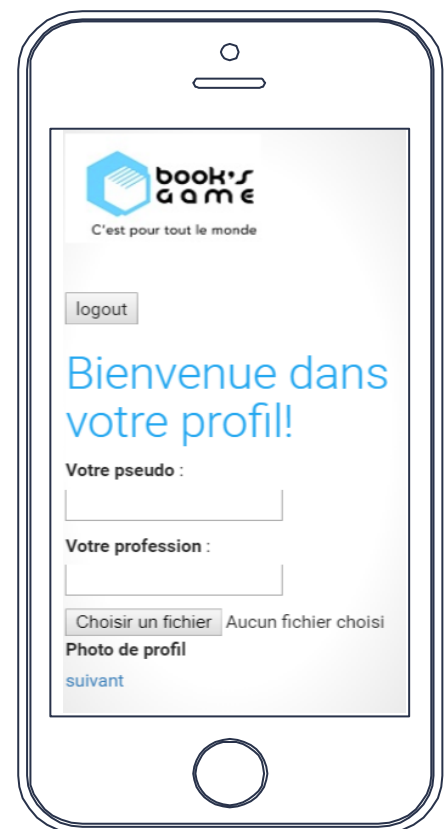 book's
game
C'est pour tout le monde
logout
Bienvenue dans
votre profil!
Votre pseudo :
Votre profession :
Choisir un fichier Aucun fichier choisi
Photo de profil
suivant